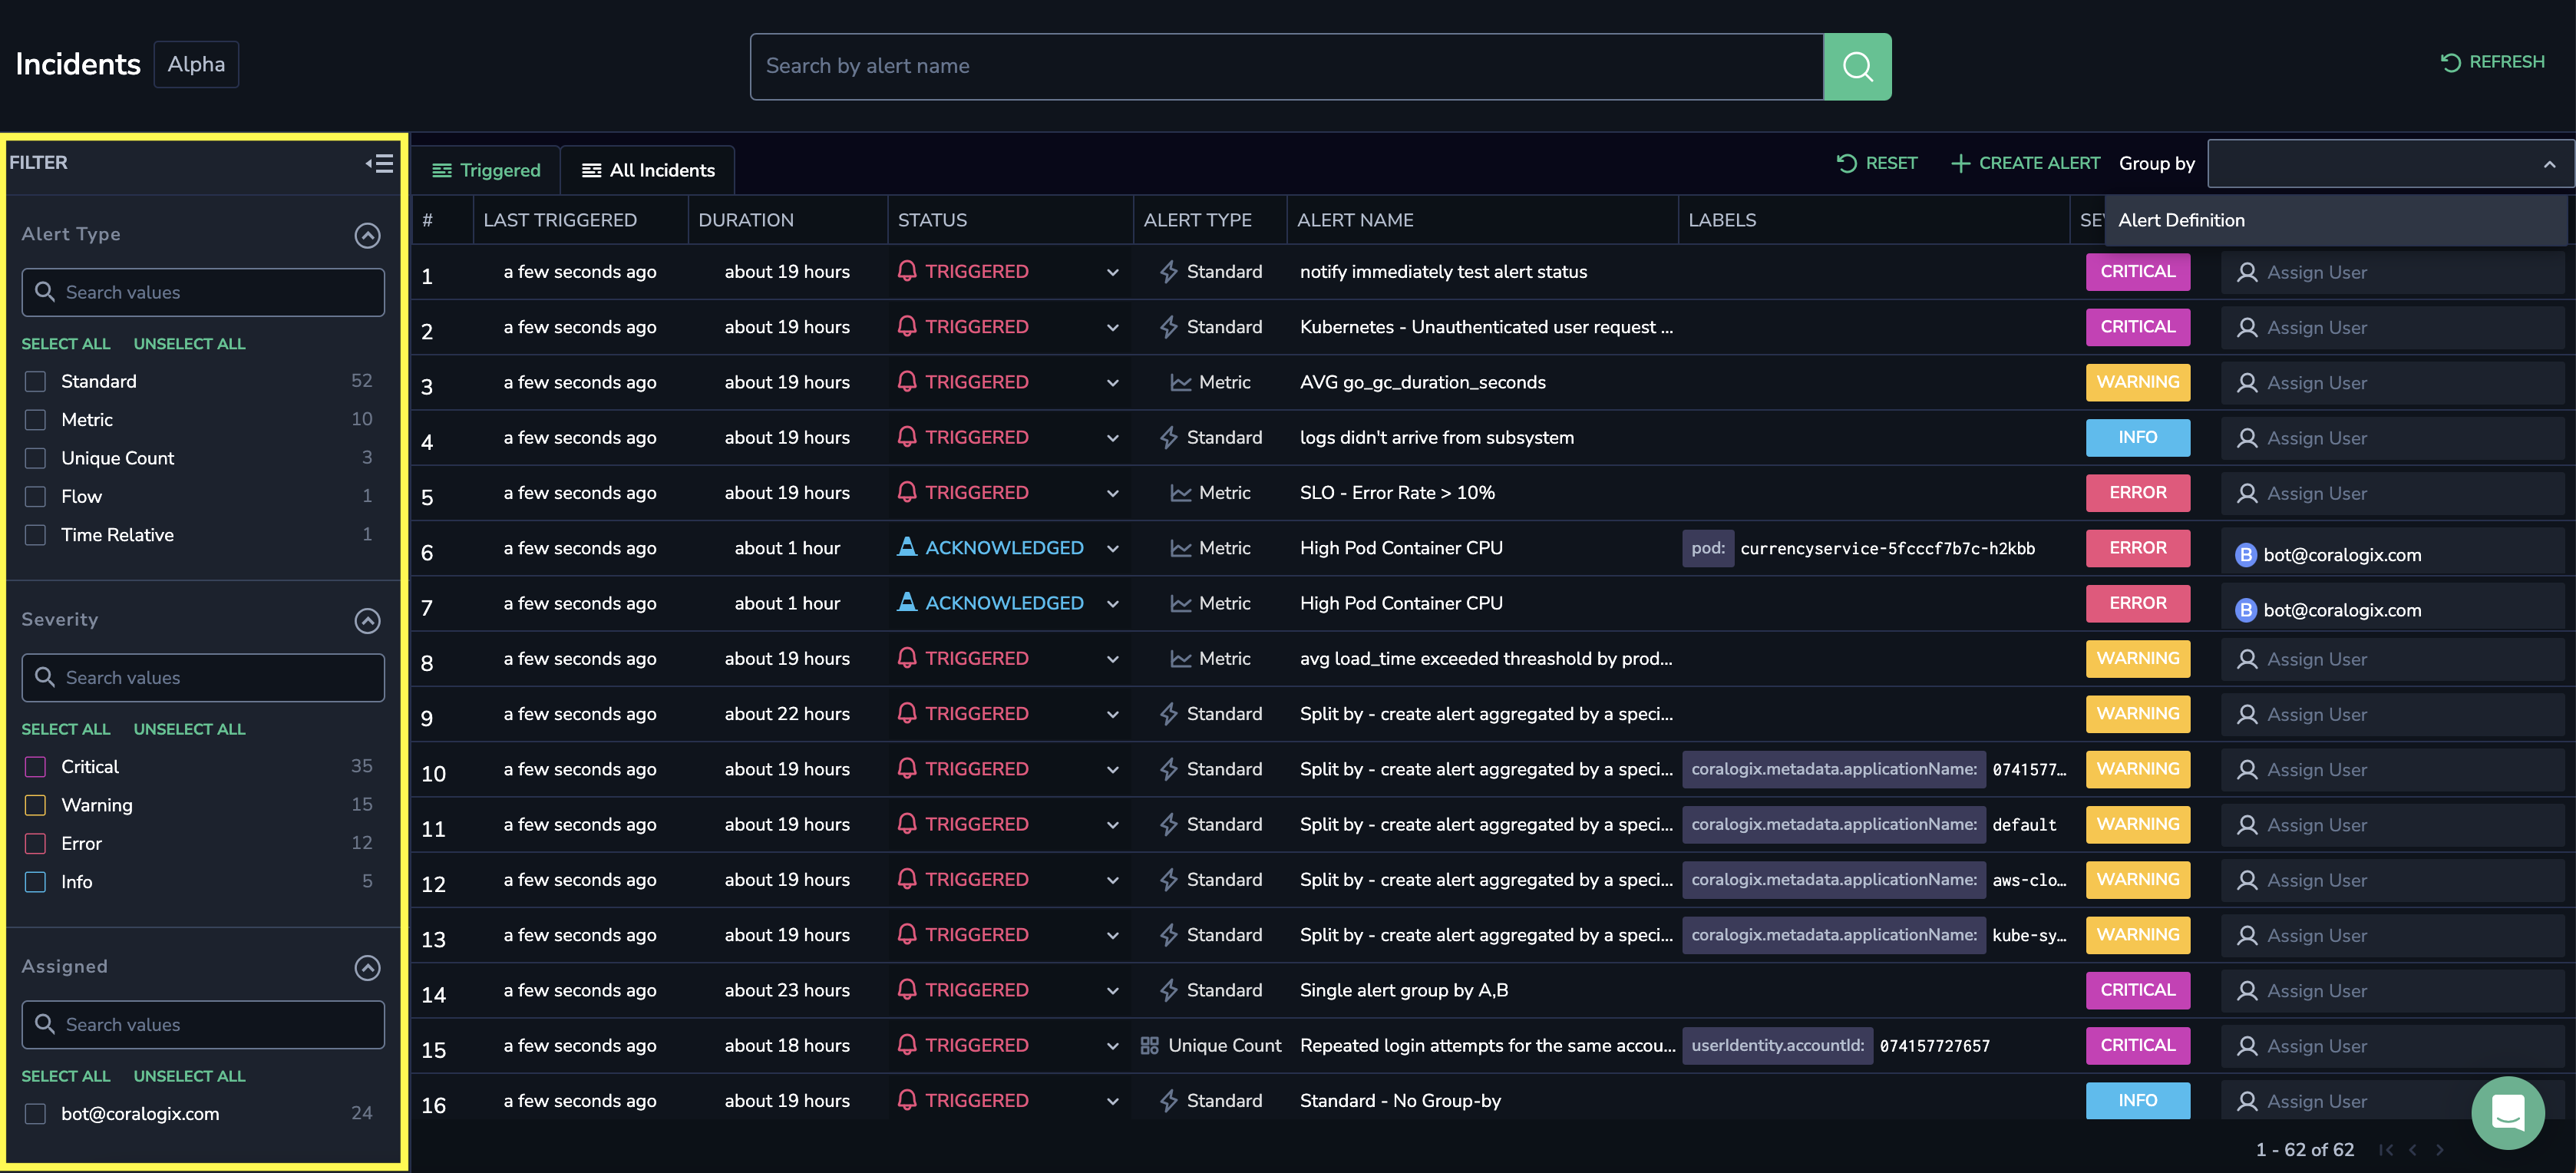 Incidents Alpha
Search by alert name
REFRESH
FILTER
Alert Type
Search values
SELECT ALL UNSELECT ALL
Standard 52
Metric 10
Unique Count 3
Flow 1
Time Relative 1
Severity
Search values
SELECT ALL UNSELECT ALL
Critical 35
Warning 15
Error 12
Info 5
Assigned
Search values
SELECT ALL UNSELECT ALL
bot@coralogix.com 24
Triggered All Incidents RESET CREATE ALERT Group by
# LAST TRIGGERED DURATION STATUS ALERT TYPE ALERT NAME LABELS Alert Definition
1 a few seconds ago about 19 hours TRIGGERED Standard notify immediately test alert status CRITICAL Assign User
2 a few seconds ago about 19 hours TRIGGERED Standard Kubernetes - Unauthenticated user request ... CRITICAL Assign User
3 a few seconds ago about 19 hours TRIGGERED Metric AVG go_gc_duration_seconds WARNING Assign User
4 a few seconds ago about 19 hours TRIGGERED Standard logs didn't arrive from subsystem INFO Assign User
5 a few seconds ago about 19 hours TRIGGERED Metric SLO - Error Rate > 10% ERROR Assign User
6 a few seconds ago about 1 hour ACKNOWLEDGED Metric High Pod Container CPU pod: currencyservice-5fcccf7b7c-h2kbb ERROR B bot@coralogix.com
7 a few seconds ago about 1 hour ACKNOWLEDGED Metric High Pod Container CPU ERROR B bot@coralogix.com
8 a few seconds ago about 19 hours TRIGGERED Metric avg load_time exceeded threashold by prod... WARNING Assign User
9 a few seconds ago about 22 hours TRIGGERED Standard Split by - create alert aggregated by a speci... WARNING Assign User
10 a few seconds ago about 19 hours TRIGGERED Standard Split by - create alert aggregated by a speci... coralogix.metadata.applicationName: 0741577... WARNING Assign User
11 a few seconds ago about 19 hours TRIGGERED Standard Split by - create alert aggregated by a speci... coralogix.metadata.applicationName: default WARNING Assign User
12 a few seconds ago about 19 hours TRIGGERED Standard Split by - create alert aggregated by a speci... coralogix.metadata.applicationName: aws-clo... WARNING Assign User
13 a few seconds ago about 19 hours TRIGGERED Standard Split by - create alert aggregated by a speci... coralogix.metadata.applicationName: kube-sy... WARNING Assign User
14 a few seconds ago about 23 hours TRIGGERED Standard Single alert group by A,B CRITICAL Assign User
15 a few seconds ago about 18 hours TRIGGERED Unique Count Repeated login attempts for the same accou... userIdentity.accountId: 074157727657 CRITICAL Assign User
16 a few seconds ago about 19 hours TRIGGERED Standard Standard - No Group-by INFO Assign User
1 - 62 of 62